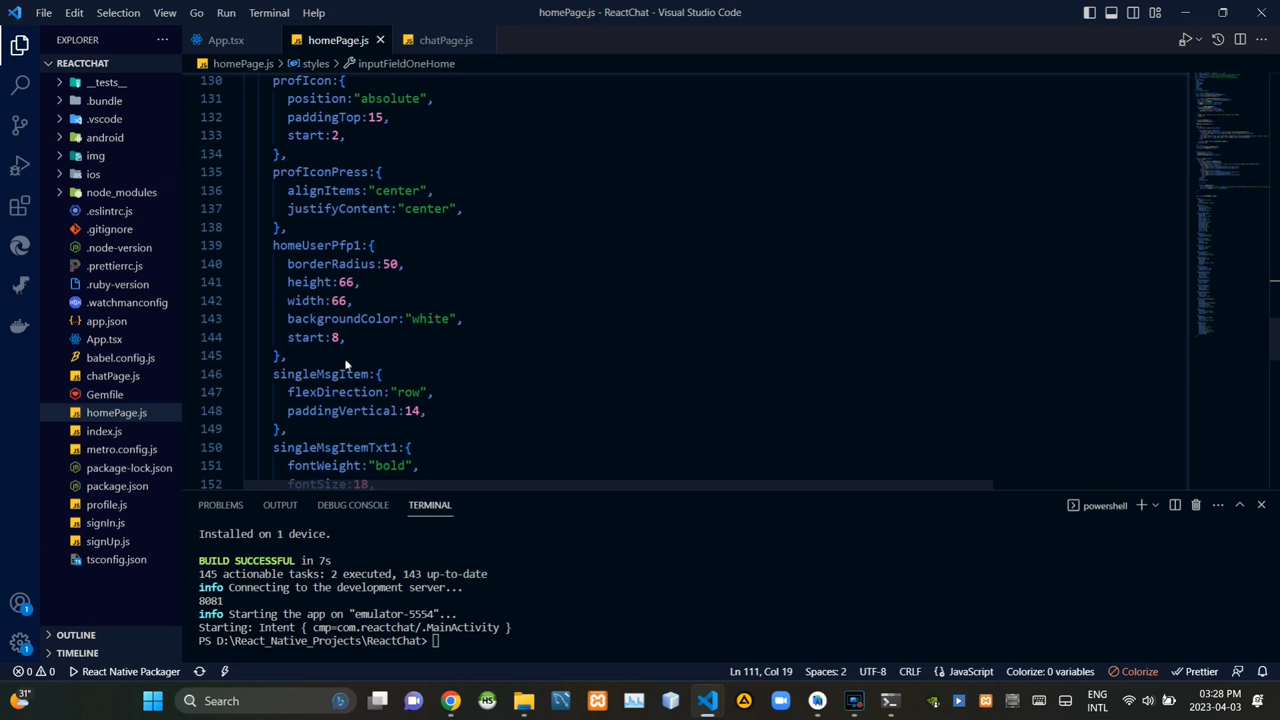 File Edit Selection View Go Run Terminal Help homePage.js - ReactChat - Visual Studio Code
EXPLORER
App.tsx homePage.js chatPage.js
REACTCHAT
homePage.js > styles > inputFieldOneHome
__tests__
.bundle
.vscode
android
img
ios
node_modules
.eslintrc.js
.gitignore
.node-version
.prettierrc.js
.ruby-version
.watchmanconfig
app.json
App.tsx
babel.config.js
chatPage.js
Gemfile
homePage.js
index.js
metro.config.js
package-lock.json
package.json
profile.js
signIn.js
signUp.js
tsconfig.json
OUTLINE
TIMELINE
130 profIcon:{
131 position:"absolute",
132 paddingTop:15,
133 start:2,
134 },
135 profIconPress:{
136 alignItems:"center",
137 justifyContent:"center",
138 },
139 homeUserPfp1:{
140 borderRadius:50,
141 height:66,
142 width:66,
143 backgroundColor:"white",
144 start:8,
145 },
146 singleMsgItem:{
147 flexDirection:"row",
148 paddingVertical:14,
149 },
150 singleMsgItemTxt1:{
151 fontWeight:"bold",
152 fontSize:18,
PROBLEMS OUTPUT DEBUG CONSOLE TERMINAL
powershell
Installed on 1 device.
BUILD SUCCESSFUL in 7s
145 actionable tasks: 2 executed, 143 up-to-date
info Connecting to the development server...
8081
info Starting the app on "emulator-5554"...
Starting: Intent { cmp=com.reactchat/.MainActivity }
PS D:\React_Native_Projects\ReactChat>
0 0 React Native Packager
Ln 111, Col 19 Spaces: 2 UTF-8 CRLF JavaScript Colorize: 0 variables Colorize Prettier
31°
Search
ENG
INTL
03:28 PM
2023-04-03